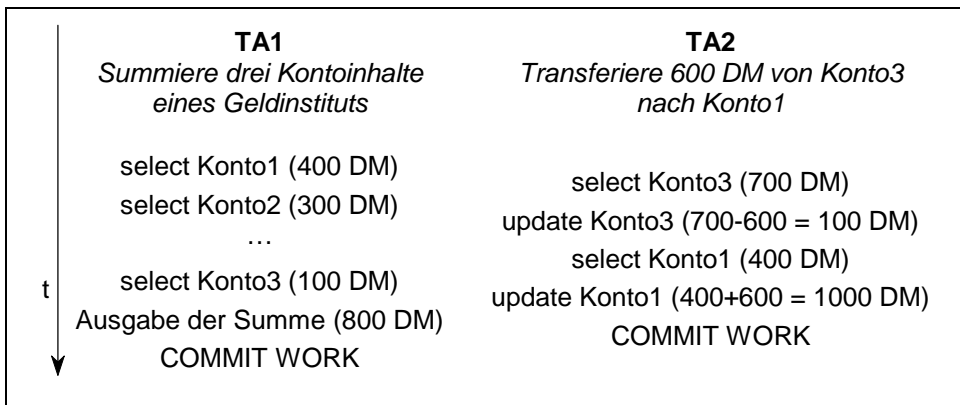 TA1
Summiere drei Kontoinhalte
eines Geldinstituts
select Konto1 (400 DM)
select Konto2 (300 DM)
…
select Konto3 (100 DM)
Ausgabe der Summe (800 DM)
COMMIT WORK
TA2
Transferiere 600 DM von Konto3
nach Konto1
select Konto3 (700 DM)
update Konto3 (700-600 = 100 DM)
select Konto1 (400 DM)
update Konto1 (400+600 = 1000 DM)
COMMIT WORK
t